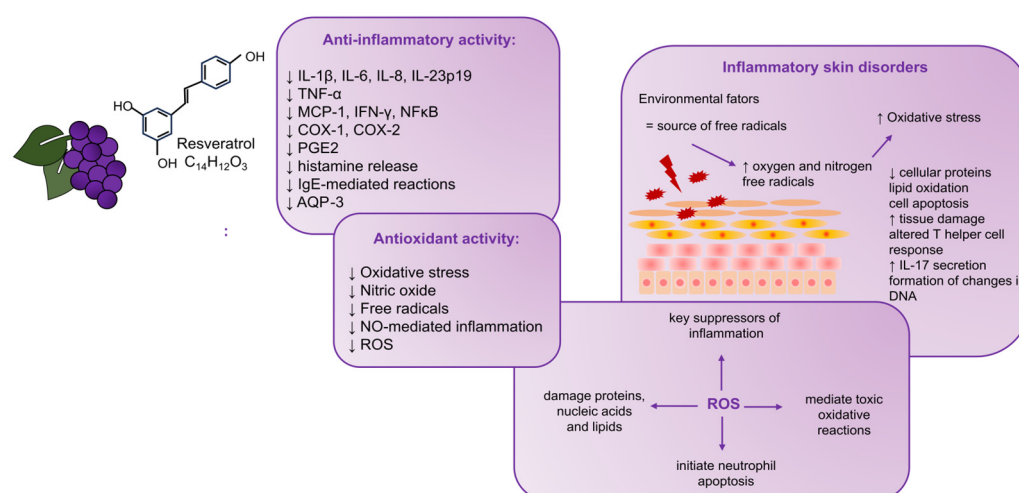 OH
HO
OH
Resveratrol
C₁₄H₁₂O₃
:
Anti-inflammatory activity:
↓ IL-1β, IL-6, IL-8, IL-23p19
↓ TNF-α
↓ MCP-1, IFN-γ, NFκB
↓ COX-1, COX-2
↓ PGE2
↓ histamine release
↓ IgE-mediated reactions
↓ AQP-3
Antioxidant activity:
↓ Oxidative stress
↓ Nitric oxide
↓ Free radicals
↓ NO-mediated inflammation
↓ ROS
Inflammatory skin disorders
Environmental fators
= source of free radicals
↑ oxygen and nitrogen
free radicals
↑ Oxidative stress
↓ cellular proteins
lipid oxidation
cell apoptosis
↑ tissue damage
altered T helper cell
response
↑ IL-17 secretion
formation of changes i
DNA
key suppressors of
inflammation
damage proteins,
nucleic acids
and lipids
ROS
mediate toxic
oxidative
reactions
initiate neutrophil
apoptosis